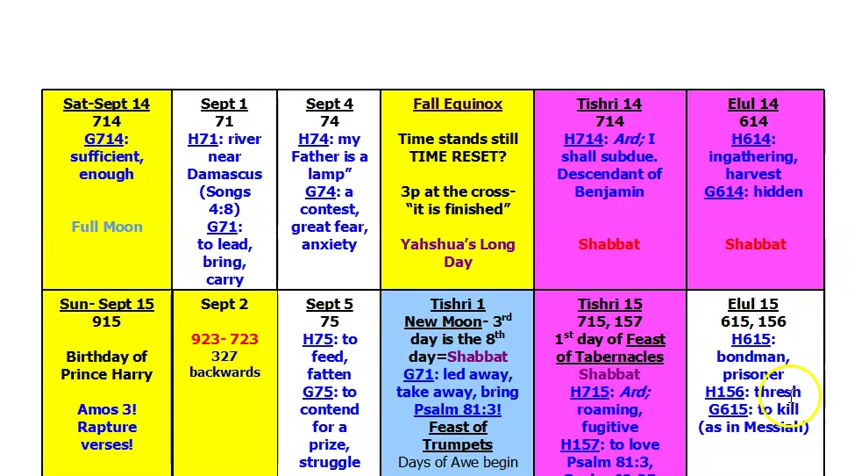 Sat-Sept 14
714
G714:
sufficient,
enough
Full Moon
Sept 1
71
H71: river
near
Damascus
(Songs
4:8)
G71:
to lead,
bring,
carry
Sept 4
74
H74: my
Father is a
lamp”
G74: a
contest,
great fear,
anxiety
Fall Equinox
Time stands still
TIME RESET?
3p at the cross-
“it is finished”
Yahshua’s Long
Day
Tishri 14
714
H714: Ard; I
shall subdue.
Descendant of
Benjamin
Shabbat
Elul 14
614
H614:
ingathering,
harvest
G614: hidden
Shabbat
Sun- Sept 15
915
Birthday of
Prince Harry
Amos 3!
Rapture
verses!
Sept 2
923- 723
327
backwards
Sept 5
75
H75: to
feed,
fatten
G75: to
contend
for a
prize,
struggle
Tishri 1
New Moon- 3rd
day is the 8th
day=Shabbat
G71: led away,
take away, bring
Psalm 81:3!
Feast of
Trumpets
Days of Awe begin
Tishri 15
715, 157
1st day of Feast
of Tabernacles
Shabbat
H715: Ard;
roaming,
fugitive
H157: to love
Psalm 81:3,
Elul 15
615, 156
H615:
bondman,
prisoner
H156: thresh
G615: to kill
(as in Messiah)